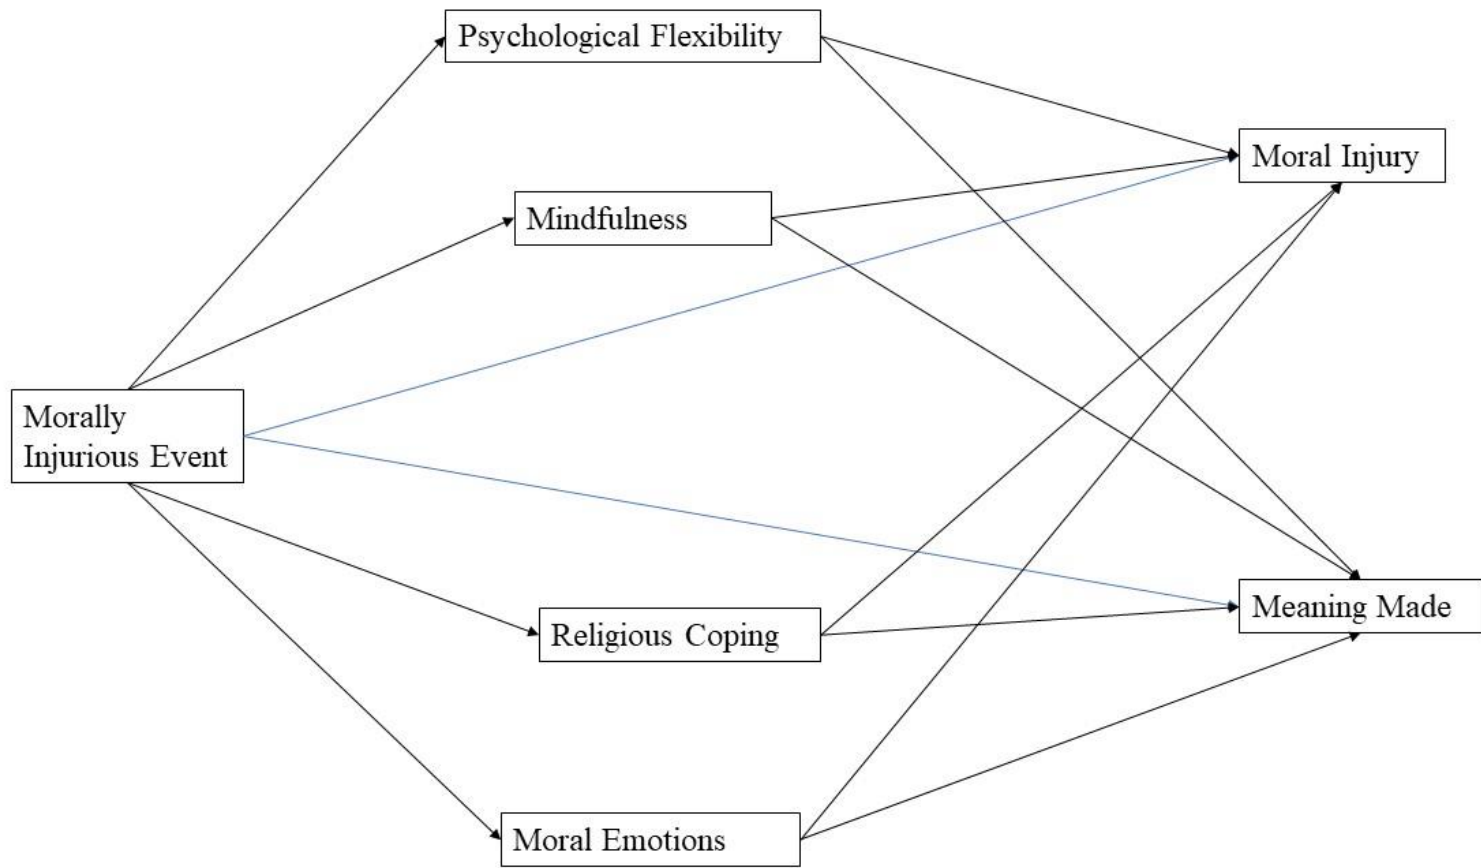 Psychological Flexibility
Moral Injury
Mindfulness
Morally
Injurious Event
Meaning Made
Religious Coping
Moral Emotions